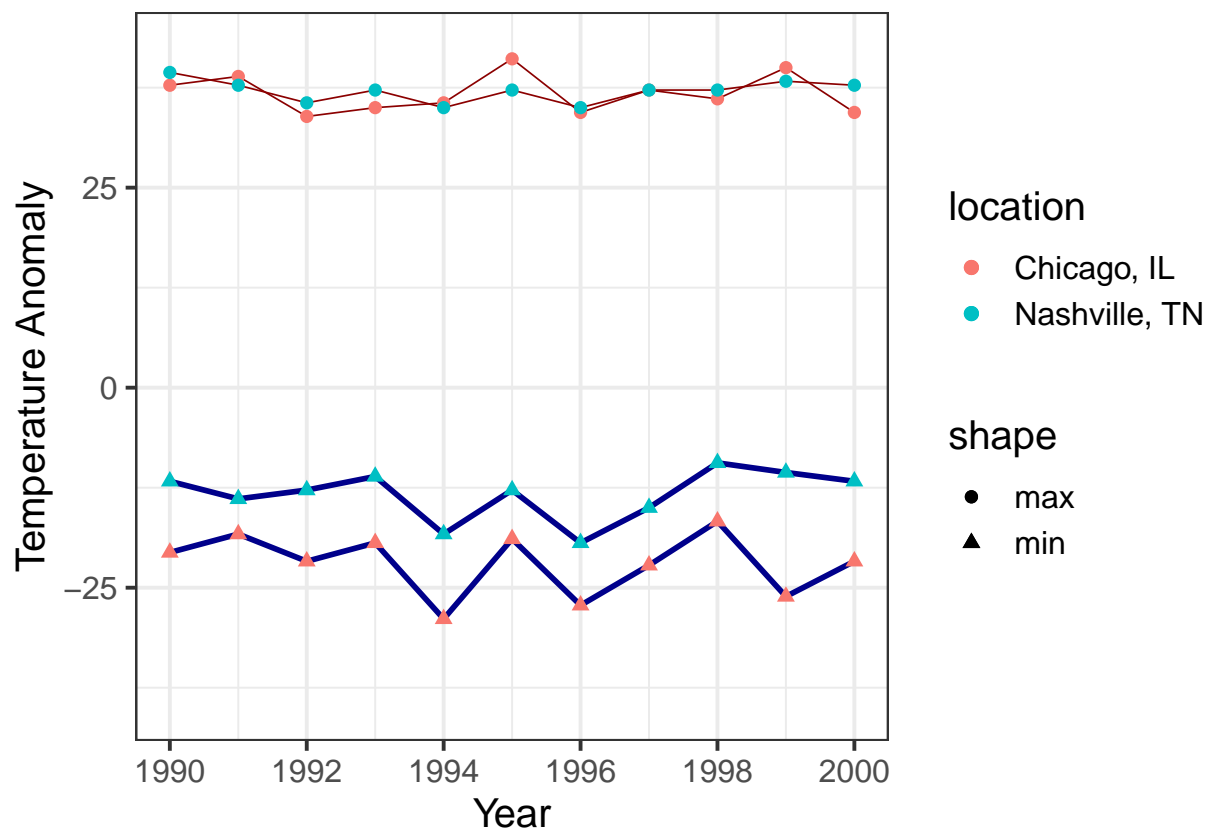 25
0
−25
Temperature Anomaly
1990 1992 1994 1996 1998 2000
Year
location
Chicago, IL
Nashville, TN
shape
max
min